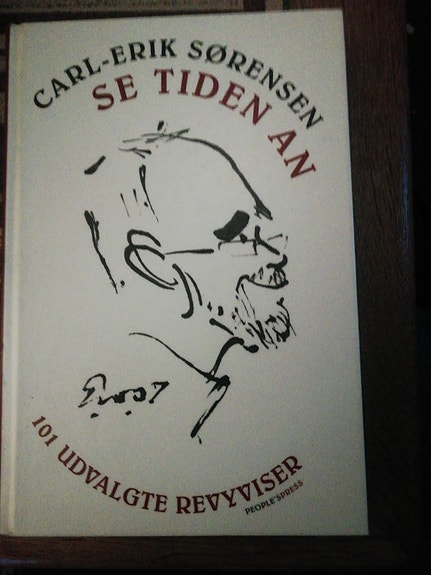 CARL-ERIK SØRENSEN
SE TIDEN AN
101 UDVALGTE REVYVISER
PEOPLE'SPRESS